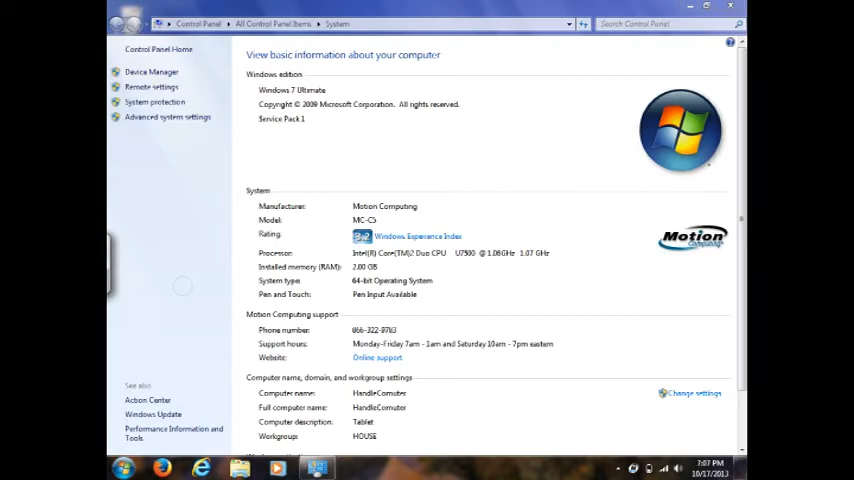 Control Panel All Control Panel Items System Search Control Panel
Control Panel Home
Device Manager
Remote settings
System protection
Advanced system settings
View basic information about your computer
Windows edition
Windows 7 Ultimate
Copyright © 2009 Microsoft Corporation. All rights reserved.
Service Pack 1
System
Manufacturer: Motion Computing
Model: MC-C5
Rating: 3.2 Windows Experience Index
Motion
Computing
Processor: Intel(R) Core(TM)2 Duo CPU U7500 @ 1.06GHz 1.07 GHz
Installed memory (RAM): 2.00 GB
System type: 64-bit Operating System
Pen and Touch: Pen Input Available
Motion Computing support
Phone number: 866-322-9783
Support hours: Monday-Friday 7am - 1am and Saturday 10am - 7pm eastern
Website: Online support
Computer name, domain, and workgroup settings
Computer name: HandleComuter Change settings
Full computer name: HandleComuter
Computer description: Tablet
Workgroup: HOUSE
See also
Action Center
Windows Update
Performance Information and
Tools
7:07 PM
10/17/2013